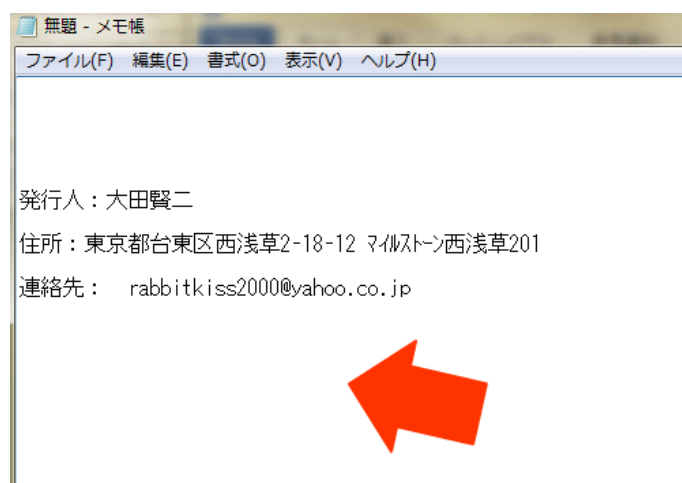 無題 - メモ帳
ファイル(F) 編集(E) 書式(O) 表示(V) ヘルプ(H)
発行人：大田賢二
住所：東京都台東区西浅草2-18-12 ﾏｲﾙｽﾄｰﾝ西浅草201
連絡先： rabbitkiss2000@yahoo.co.jp